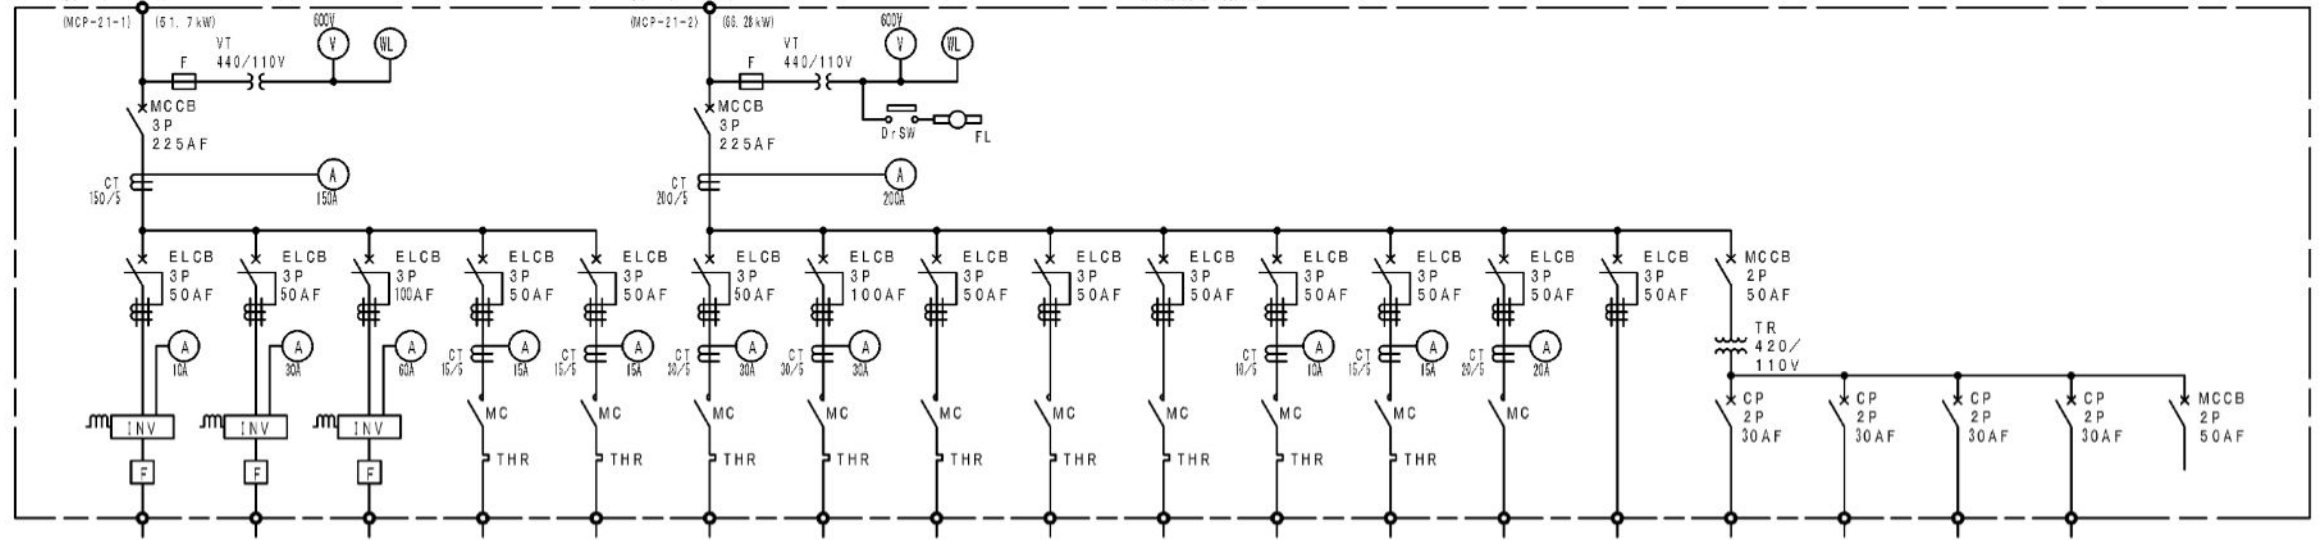 (MCP-21-1) (51.7kW)
600V
V
WL
VT
440/110V
F
MCCB
3P
225AF
CT
150/5
A
150A
(MCP-21-2) (66.28kW)
600V
V
WL
VT
440/110V
F
MCCB
3P
225AF
DrSW
FL
CT
200/5
A
200A
ELCB
3P
50AF
A
10A
INV
F
ELCB
3P
50AF
A
30A
INV
F
ELCB
3P
100AF
A
60A
INV
F
ELCB
3P
50AF
CT
15/5
A
15A
MC
THR
ELCB
3P
50AF
CT
15/5
A
15A
MC
THR
ELCB
3P
50AF
CT
30/5
A
30A
MC
THR
ELCB
3P
100AF
CT
30/5
A
30A
MC
THR
ELCB
3P
50AF
MC
THR
ELCB
3P
50AF
MC
THR
ELCB
3P
50AF
MC
THR
ELCB
3P
50AF
CT
10/5
A
10A
MC
THR
ELCB
3P
50AF
CT
15/5
A
15A
MC
THR
ELCB
3P
50AF
CT
20/5
A
20A
MC
ELCB
3P
50AF
MCCB
2P
50AF
TR
420/
110V
CP
2P
30AF
CP
2P
30AF
CP
2P
30AF
CP
2P
30AF
MCCB
2P
50AF